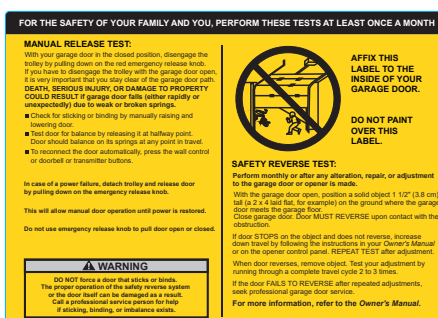 FOR THE SAFETY OF YOUR FAMILY AND YOU, PERFORM THESE TESTS AT LEAST ONCE A MONTH
MANUAL RELEASE TEST:
With your garage door in the closed position, disengage the
trolley by pulling down on the red emergency release knob.
If you have to disengage the trolley with the garage door open,
it is very important that you stay clear of the garage door path.
DEATH, SERIOUS INJURY, OR DAMAGE TO PROPERTY
COULD RESULT if garage door falls (either rapidly or
unexpectedly) due to weak or broken springs.
■ Check for sticking or binding by manually raising and
lowering door.
■ Test door for balance by releasing it at halfway point.
Door should balance on its springs at any point in travel.
■ To reconnect the door automatically, press the wall control
or doorbell or transmitter buttons.
In case of a power failure, detach trolley and release door
by pulling down on the emergency release knob.
This will allow manual door operation until power is restored.
Do not use emergency release knob to pull door open or closed.
WARNING
DO NOT force a door that sticks or binds.
The proper operation of the safety reverse system
or the door itself can be damaged as a result.
Call a professional service person for help
if sticking, binding, or imbalance exists.
AFFIX THIS
LABEL TO THE
INSIDE OF YOUR
GARAGE DOOR.
DO NOT PAINT
OVER THIS
LABEL.
SAFETY REVERSE TEST:
Perform monthly or after any alteration, repair, or adjustment
to the garage door or opener is made.
With the garage door open, position a solid object 1 1/2" (3.8 cm)
tall (a 2 x 4 laid flat, for example) on the ground where the garage
door meets the garage floor.
Close garage door. Door MUST REVERSE upon contact with the
obstruction.
If door STOPS on the object and does not reverse, increase
down travel by following the instructions in your Owner's Manual
or on the opener control panel. REPEAT TEST after adjustment.
When door reverses, remove object. Test your adjustment by
running through a complete travel cycle 2 to 3 times.
If the door FAILS TO REVERSE after repeated adjustments,
seek professional garage door service.
For more information, refer to the Owner's Manual.